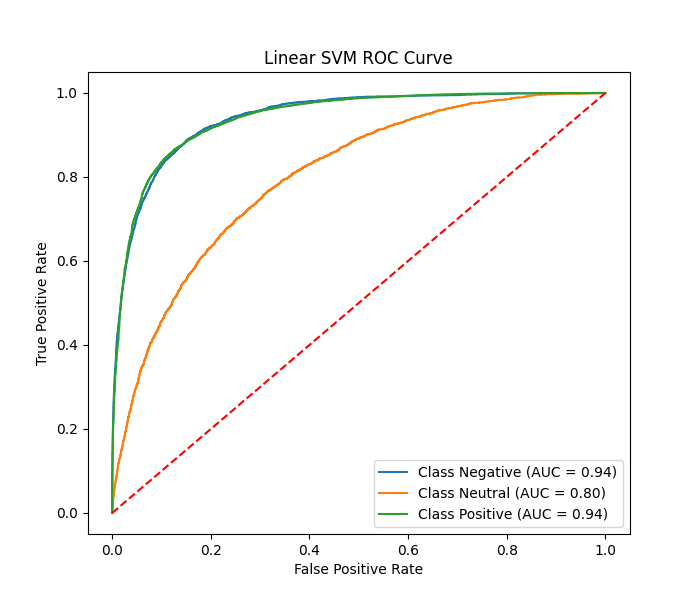 Linear SVM ROC Curve
True Positive Rate
1.0
0.8
0.6
0.4
0.2
0.0
Class Negative (AUC = 0.94)
Class Neutral (AUC = 0.80)
Class Positive (AUC = 0.94)
0.0 0.2 0.4 0.6 0.8 1.0
False Positive Rate